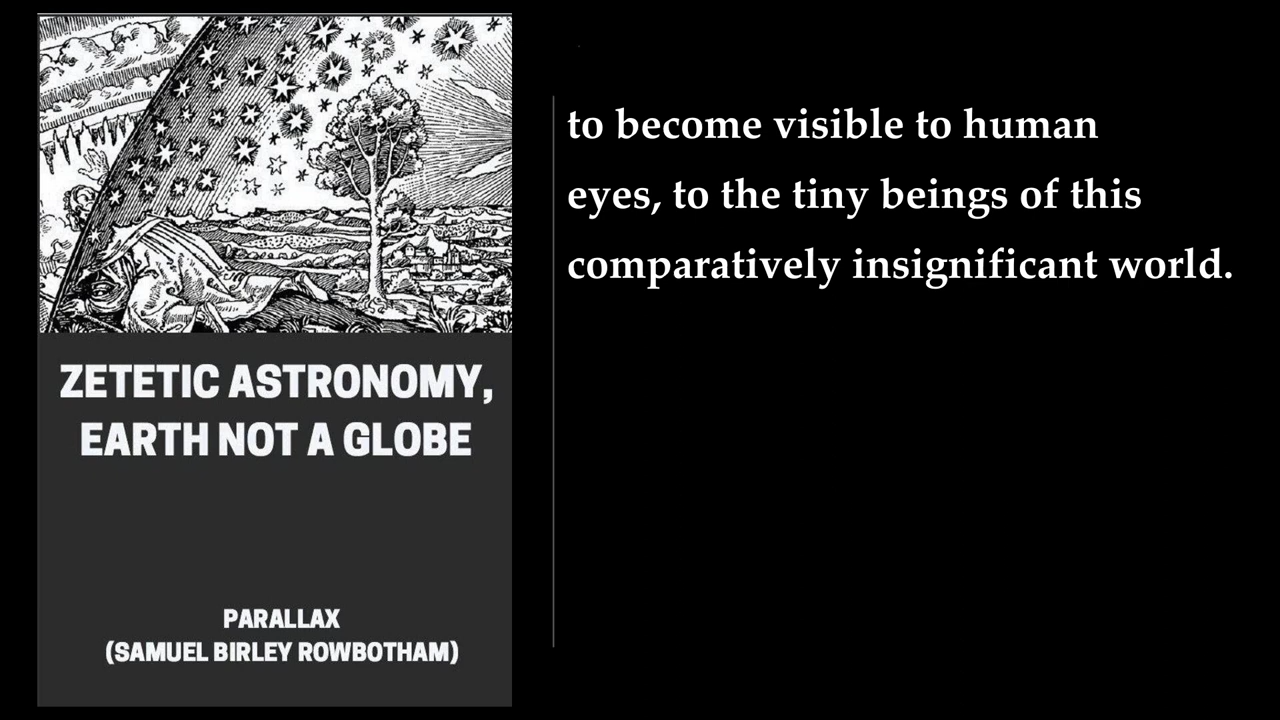 ZETETIC ASTRONOMY,
EARTH NOT A GLOBE
PARALLAX
(SAMUEL BIRLEY ROWBOTHAM)
to become visible to human
eyes, to the tiny beings of this
comparatively insignificant world.